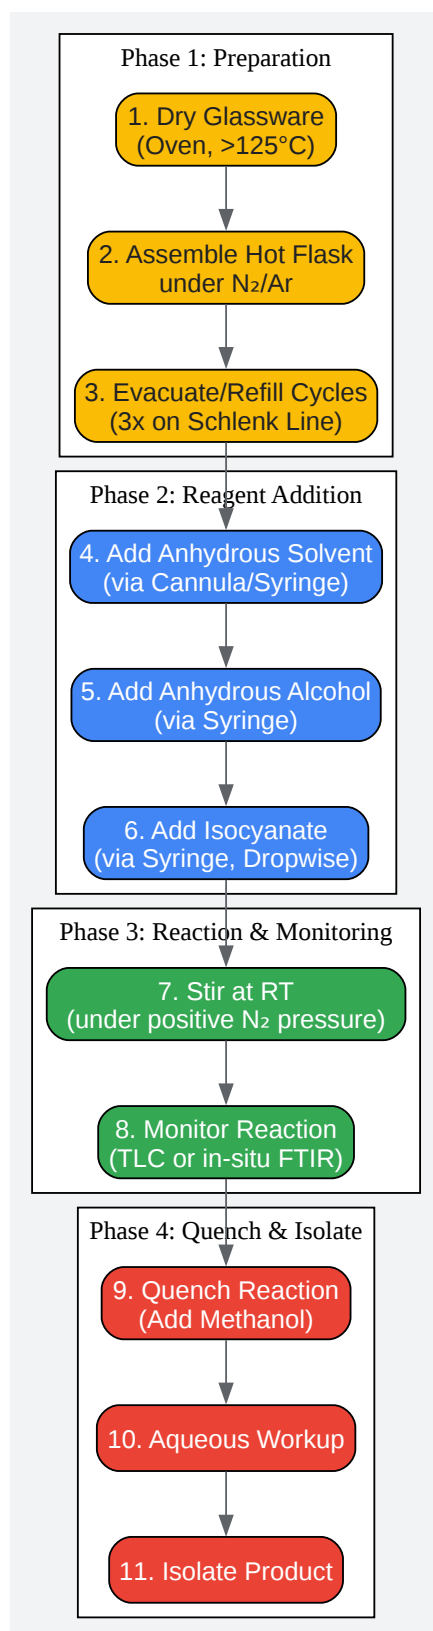 Phase 1: Preparation
1. Dry Glassware
(Oven, >125°C)
2. Assemble Hot Flask
under N₂/Ar
3. Evacuate/Refill Cycles
(3x on Schlenk Line)
Phase 2: Reagent Addition
4. Add Anhydrous Solvent
(via Cannula/Syringe)
5. Add Anhydrous Alcohol
(via Syringe)
6. Add Isocyanate
(via Syringe, Dropwise)
Phase 3: Reaction & Monitoring
7. Stir at RT
(under positive N₂ pressure)
8. Monitor Reaction
(TLC or in-situ FTIR)
Phase 4: Quench & Isolate
9. Quench Reaction
(Add Methanol)
10. Aqueous Workup
11. Isolate Product